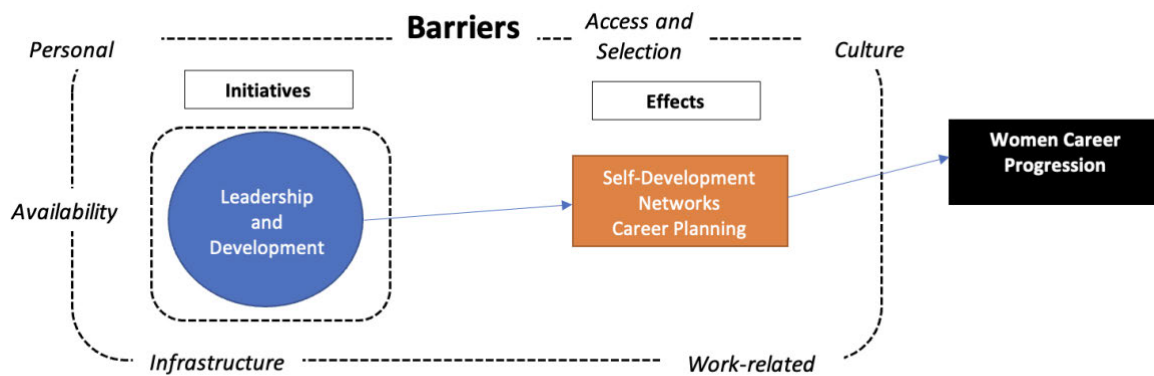 Barriers
Access and
Selection
Personal
Culture
Initiatives
Effects
Women Career
Progression
Leadership
and
Development
Self-Development
Networks
Career Planning
Availability
Infrastructure
Work-related